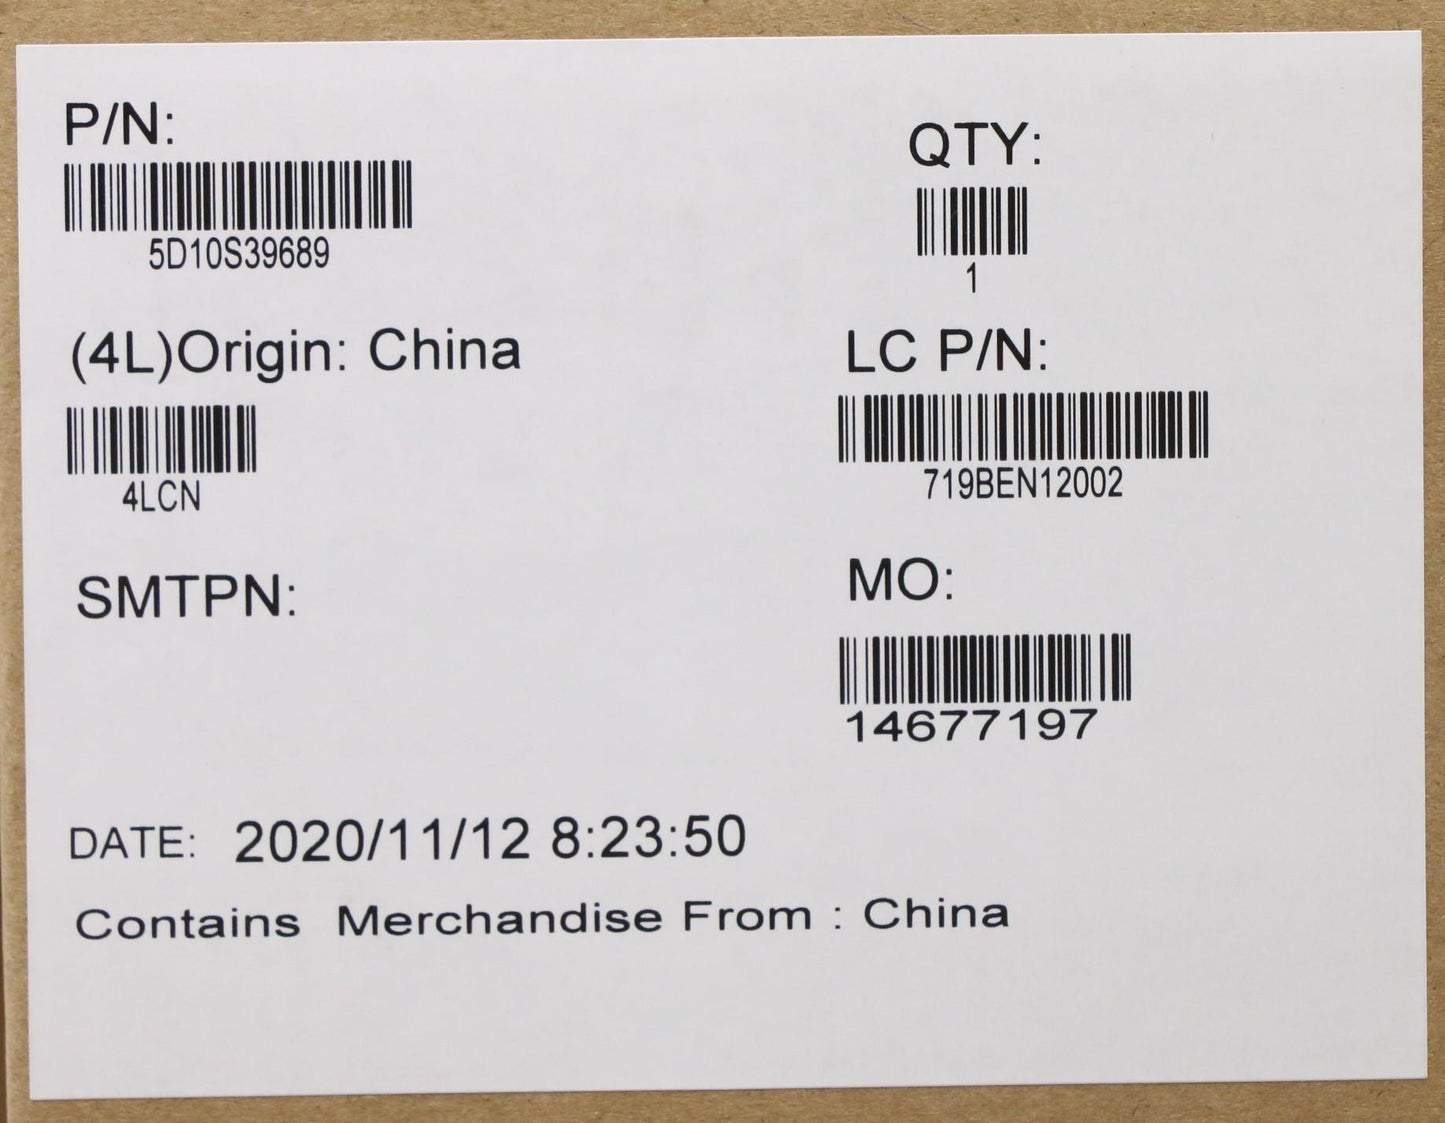 P/N:
5D10S39689
QTY:
1
(4L)Origin: China
4LCN
LC P/N:
719BEN12002
SMTPN:
MO:
14677197
DATE: 2020/11/12 8:23:50
Contains Merchandise From : China